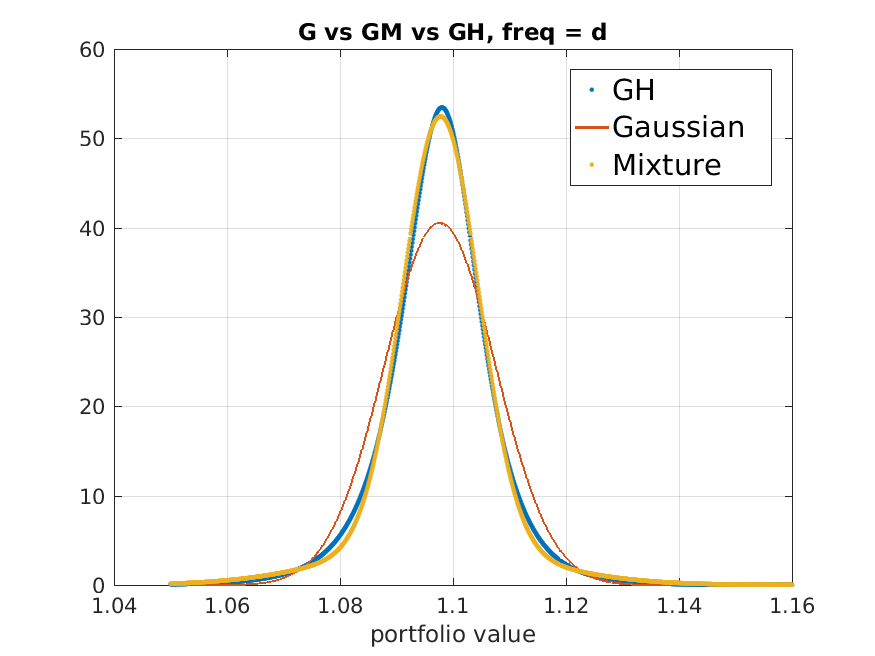 G vs GM vs GH, freq = d
60
50
40
30
20
10
0
GH
Gaussian
Mixture
1.04 1.06 1.08 1.1 1.12 1.14 1.16
portfolio value